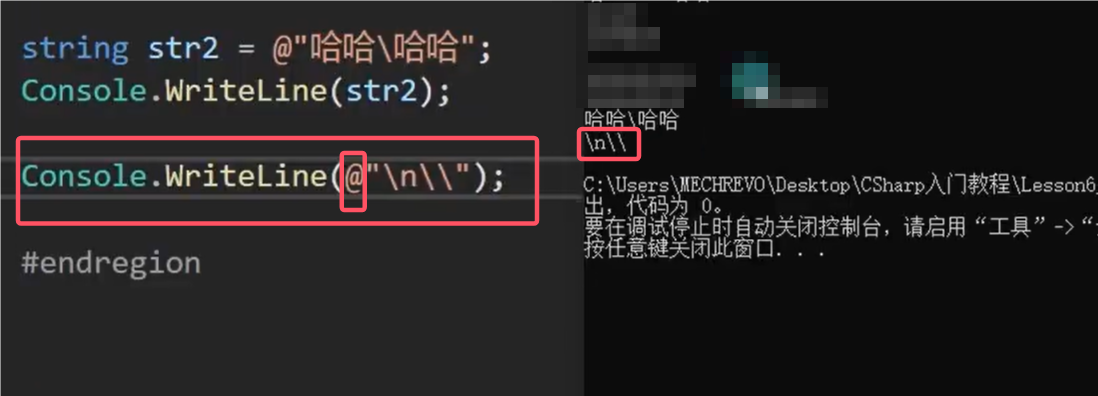 string str2 = @"哈哈\哈哈";
Console.WriteLine(str2);
Console.WriteLine(@"\n\\");
#endregion
哈哈\哈哈
\n\\
C:\Users\MECHREVO\Desktop\CSharp入门教程\Lesson6_
出，代码为 0。
要在调试停止时自动关闭控制台，请启用“工具”->“
按任意键关闭此窗口. . .